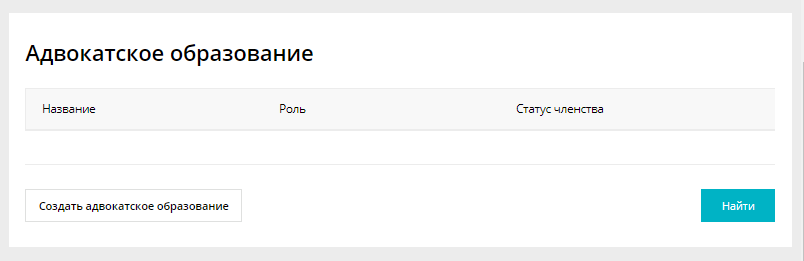 Адвокатское образование
Название Роль Статус членства
Создать адвокатское образование Найти